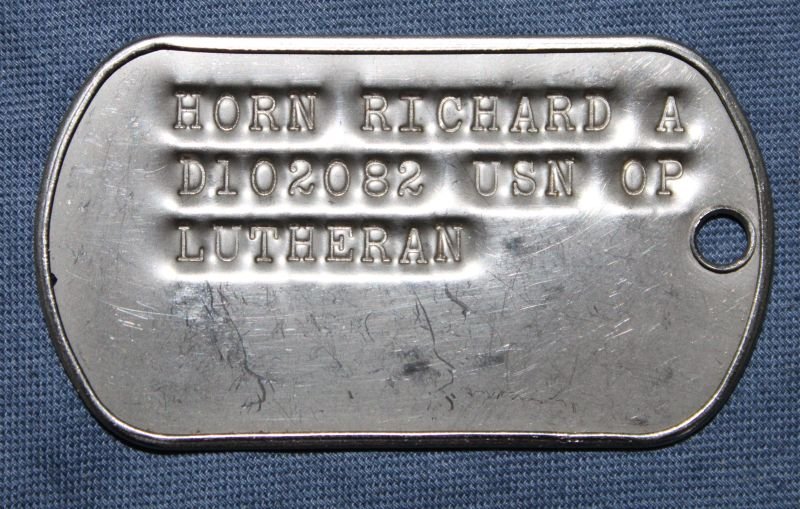 HORN RICHARD A
D102082 USN OP
LUTHERAN